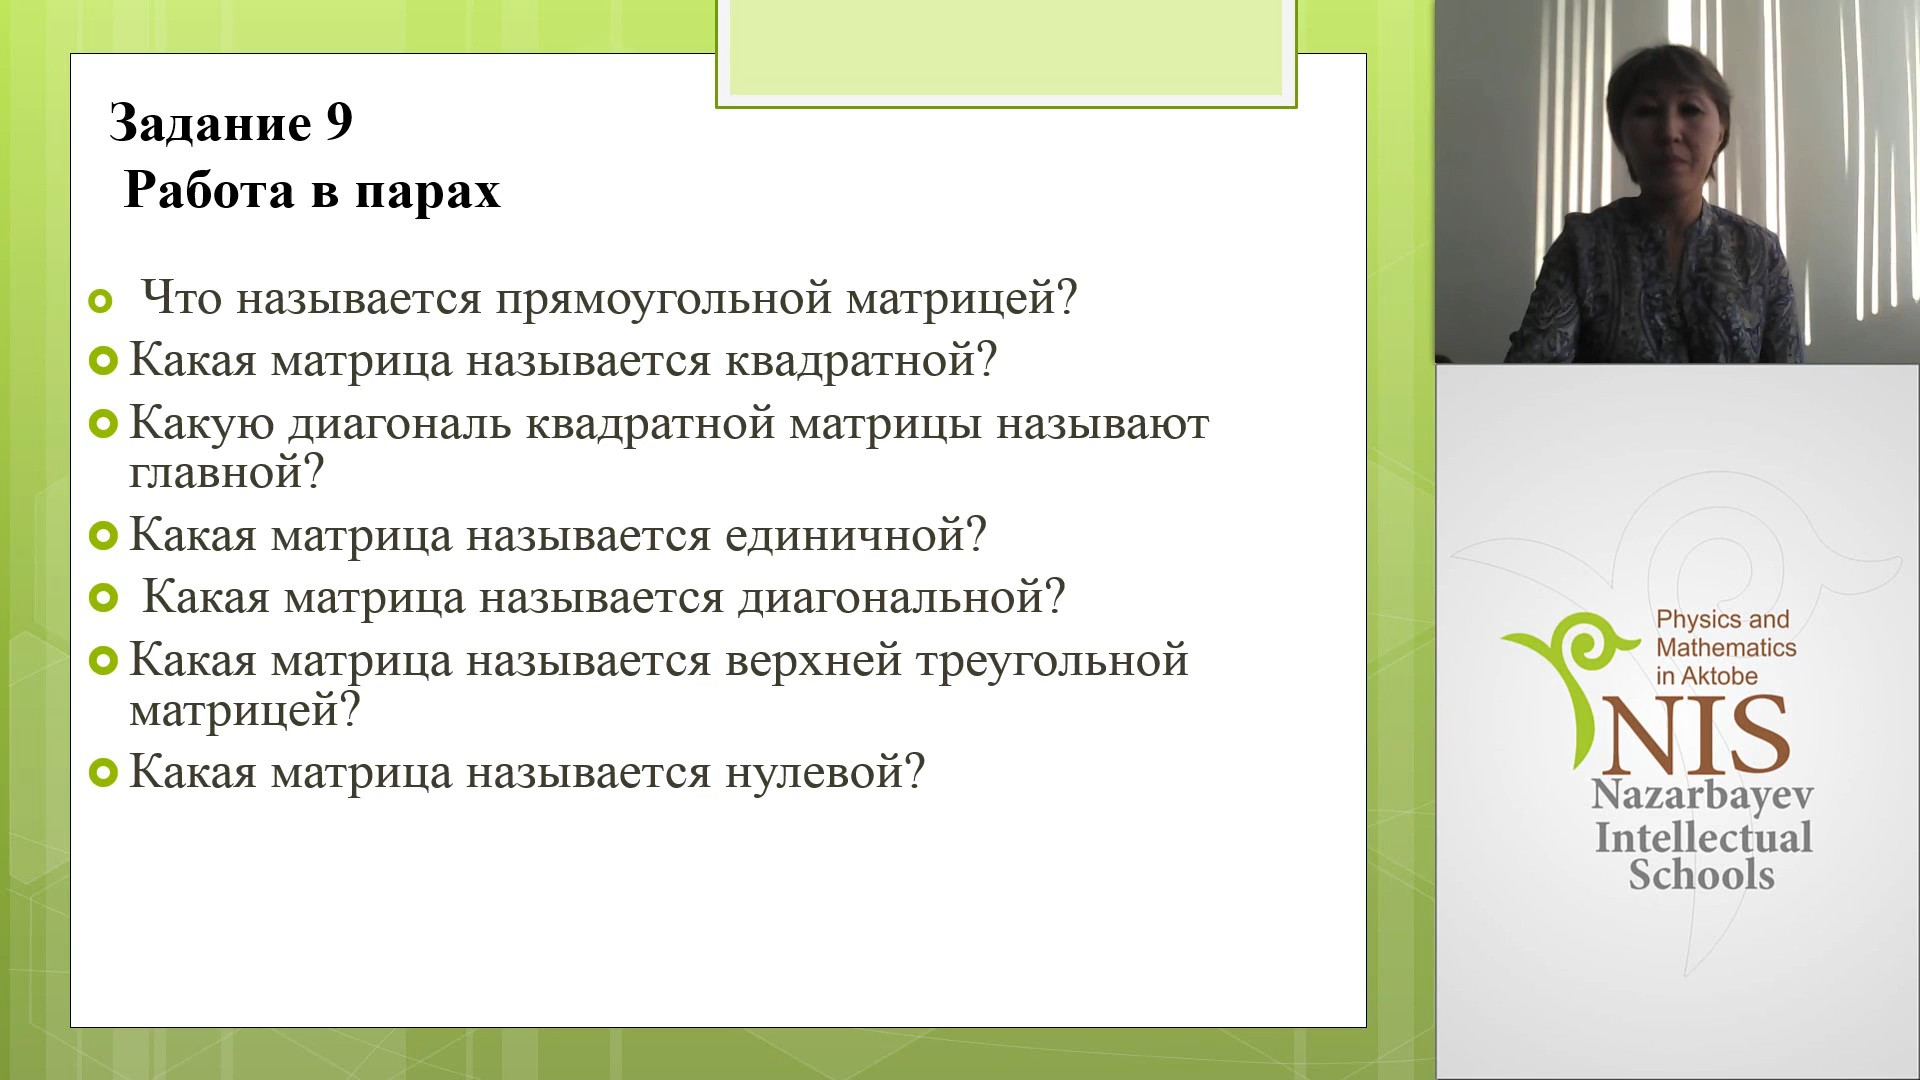 Задание 9
Работа в парах
Что называется прямоугольной матрицей?
Какая матрица называется квадратной?
Какую диагональ квадратной матрицы называют
главной?
Какая матрица называется единичной?
Какая матрица называется диагональной?
Какая матрица называется верхней треугольной
матрицей?
Какая матрица называется нулевой?
Physics and
Mathematics
in Aktobe
NIS
Nazarbayev
Intellectual
Schools